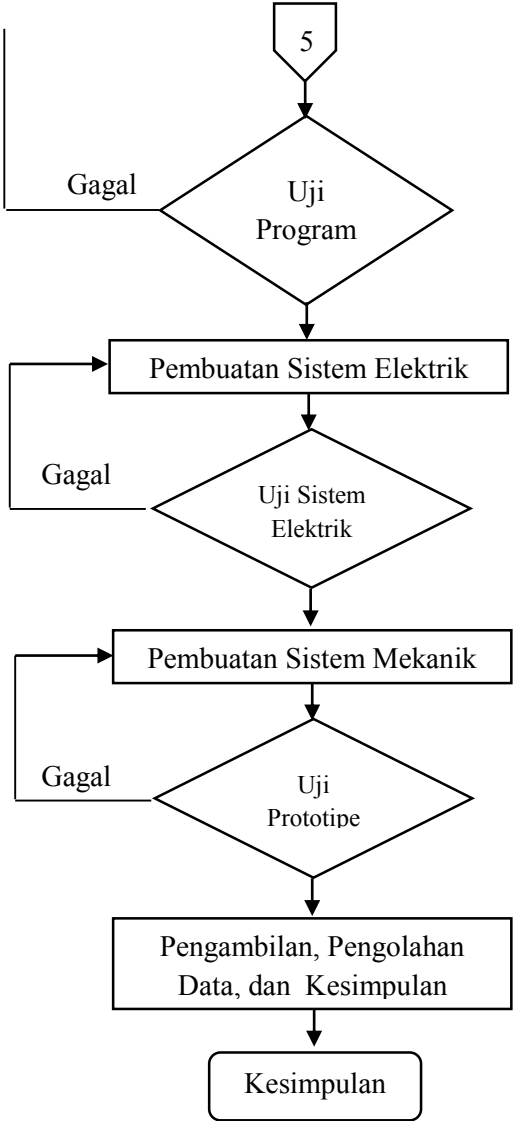 5
Gagal
Uji
Program
Pembuatan Sistem Elektrik
Gagal
Uji Sistem
Elektrik
Pembuatan Sistem Mekanik
Gagal
Uji
Prototipe
Pengambilan, Pengolahan
Data, dan  Kesimpulan
Kesimpulan